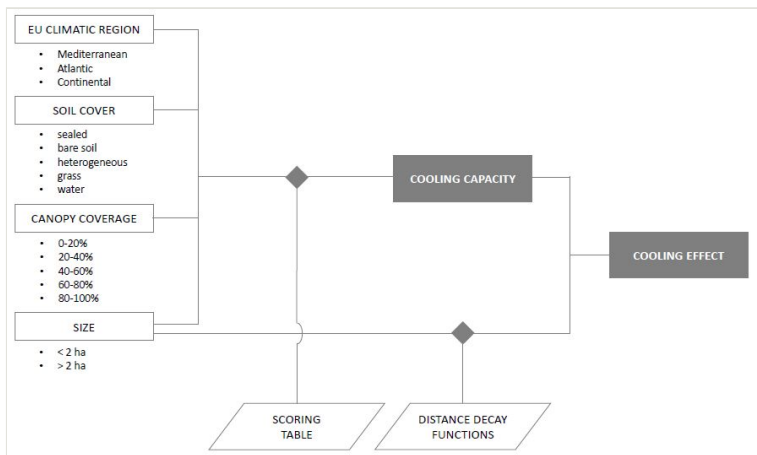 EU CLIMATIC REGION
• Mediterranean
• Atlantic
• Continental
SOIL COVER
• sealed
• bare soil
• heterogeneous
• grass
• water
CANOPY COVERAGE
• 0-20%
• 20-40%
• 40-60%
• 60-80%
• 80-100%
SIZE
• < 2 ha
• > 2 ha
COOLING CAPACITY
COOLING EFFECT
SCORING
TABLE
DISTANCE DECAY
FUNCTIONS